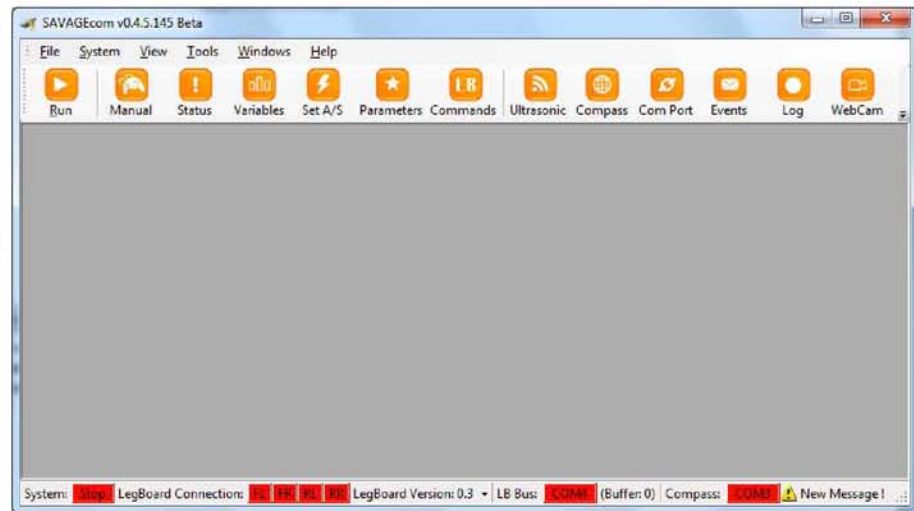 SAVAGEcom v0.4.5.145 Beta
File System View Tools Windows Help
Run Manual Status Variables Set A/S Parameters Commands Ultrasonic Compass Com Port Events Log WebCam
LB
System: Stop LegBoard Connection: FL FR RL RR LegBoard Version: 0.3 LB Bus: COM4 (Buffer: 0) Compass: COM3 New Message !